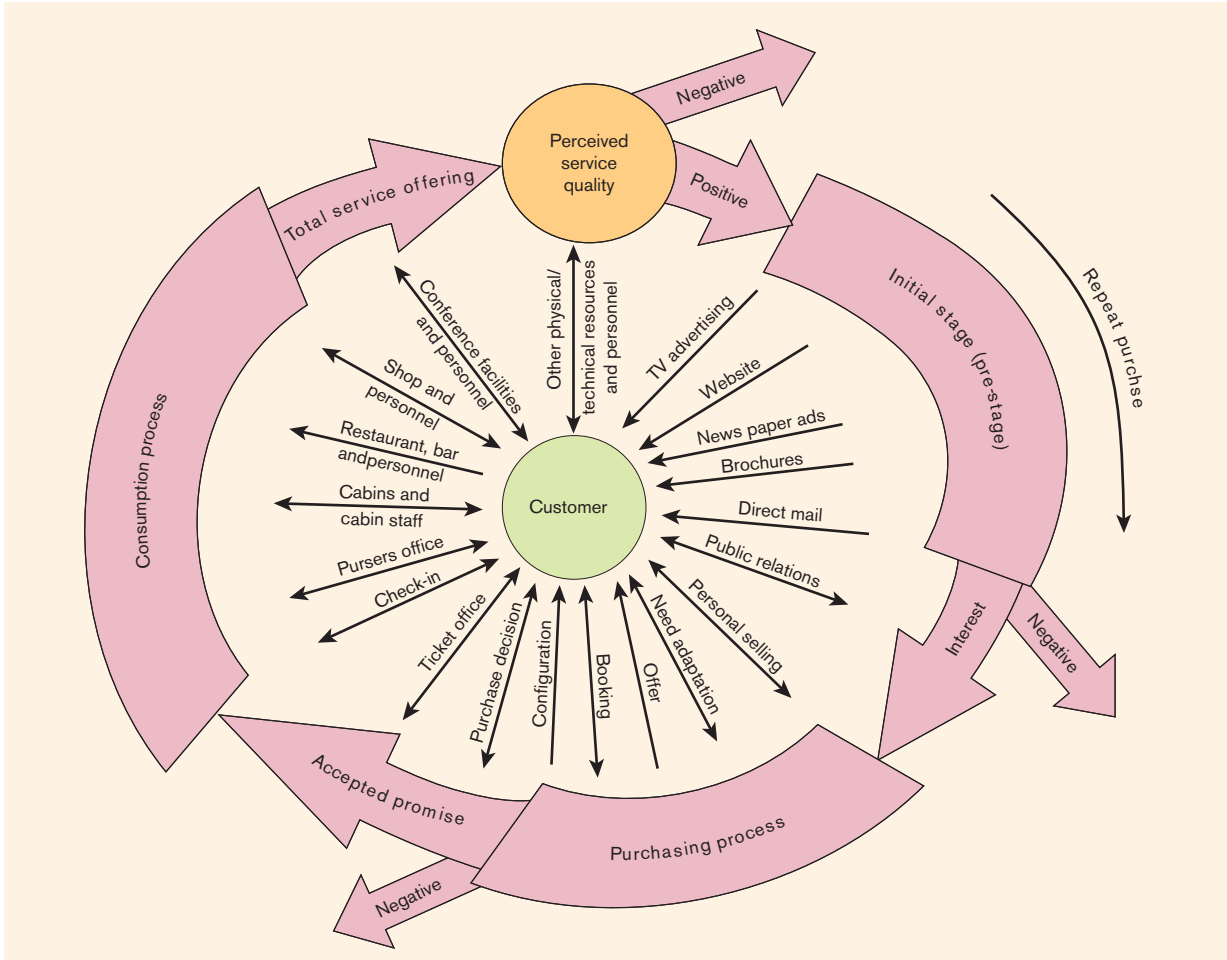 Negative
Perceived
service
quality
Positive
Total service offering
Initial stage (pre-stage)
Repeat purchse
Other physical/
technical resources
and personnel
Conference facilities
and personnel
TV advertising
Shop and
personnel
Website
Restaurant, bar
andpersonnel
News paper ads
Brochures
Cabins and
cabin staff
Customer
Direct mail
Consumption process
Pursers office
Public relations
Check-in
Personal selling
Ticket office
Purchase decision
Configuration
Booking
Offer
Need adaptation
Interest
Negative
Accepted promise
Purchasing process
Negative